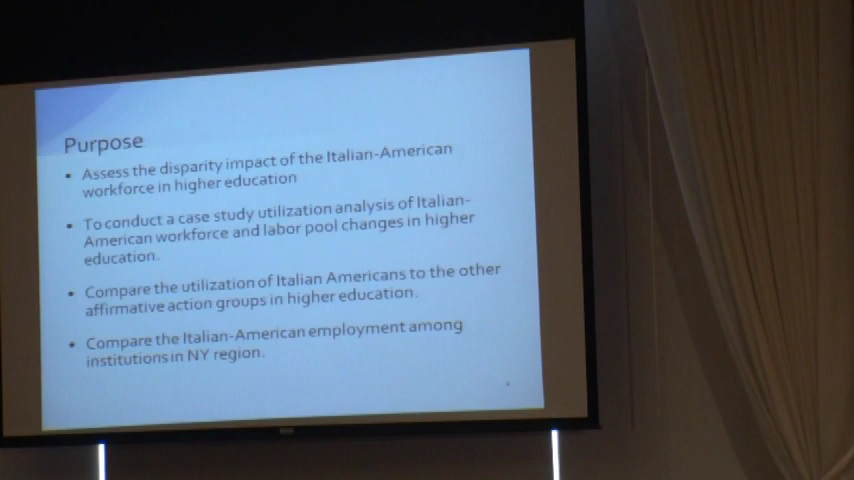 Purpose
• Assess the disparity impact of the Italian-American
workforce in higher education
• To conduct a case study utilization analysis of Italian-
American workforce and labor pool changes in higher
education.
• Compare the utilization of Italian Americans to the other
affirmative action groups in higher education.
• Compare the Italian-American employment among
institutions in NY region.